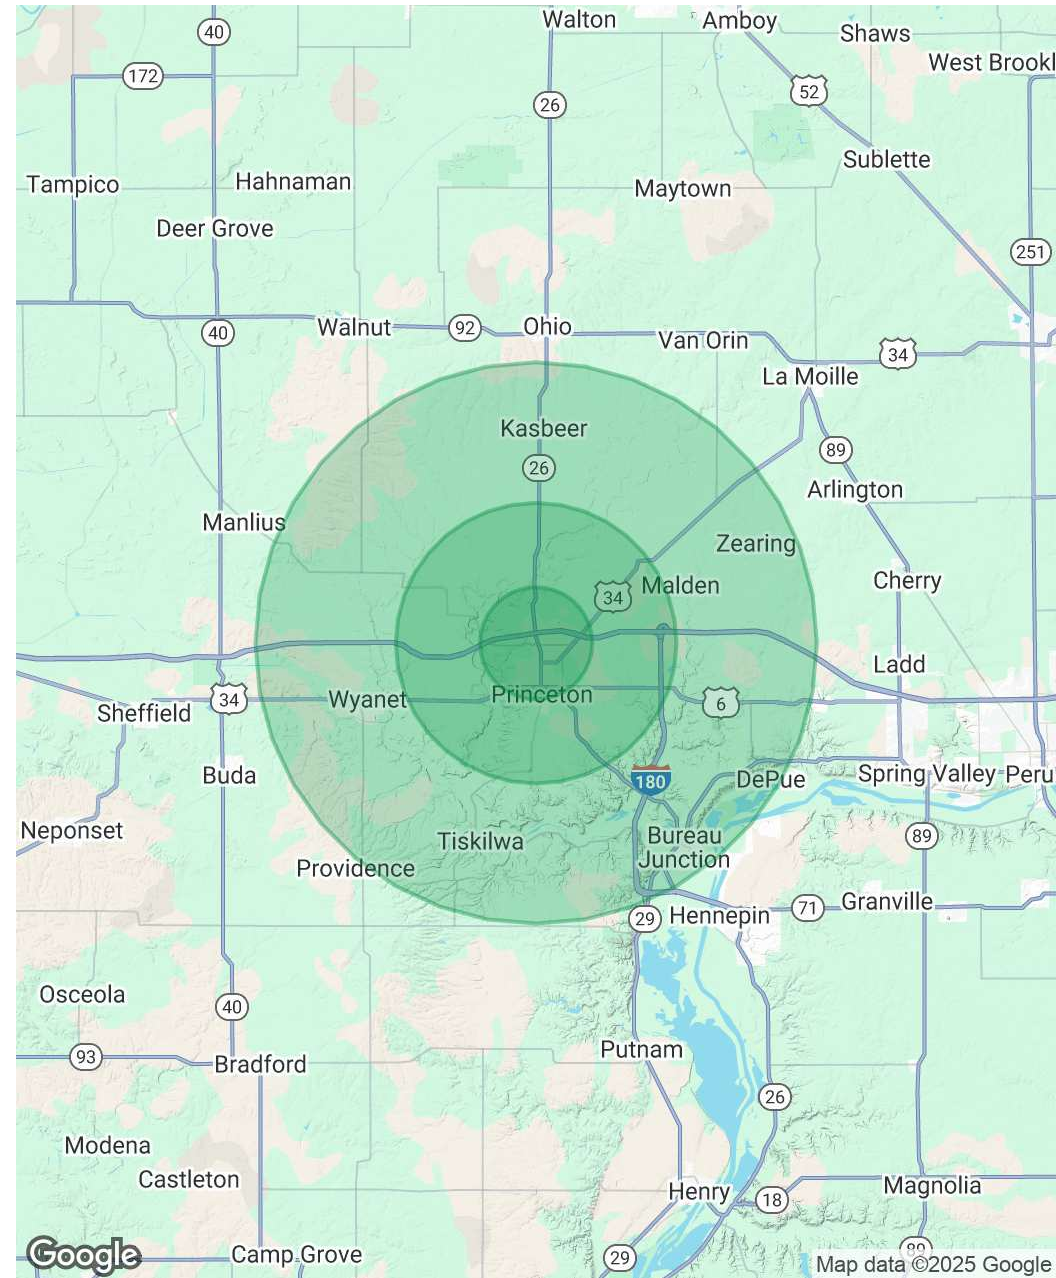 Walton
Amboy
40
Shaws
West Brookl
172
52
26
Sublette
Tampico
Hahnaman
Maytown
Deer Grove
251
Walnut
92
Ohio
40
Van Orin
34
La Moille
Kasbeer
89
26
Arlington
Manlius
Zearing
Cherry
Malden
34
Ladd
Princeton
Wyanet
34
6
Sheffield
Buda
180
DePue
Spring Valley
Peru
Neponset
89
Tiskilwa
Bureau
Junction
Providence
Granville
71
Hennepin
29
Osceola
40
Putnam
93
Bradford
26
Modena
Castleton
Magnolia
Henry
18
Camp Grove
29
89
Google
Map data ©2025 Google